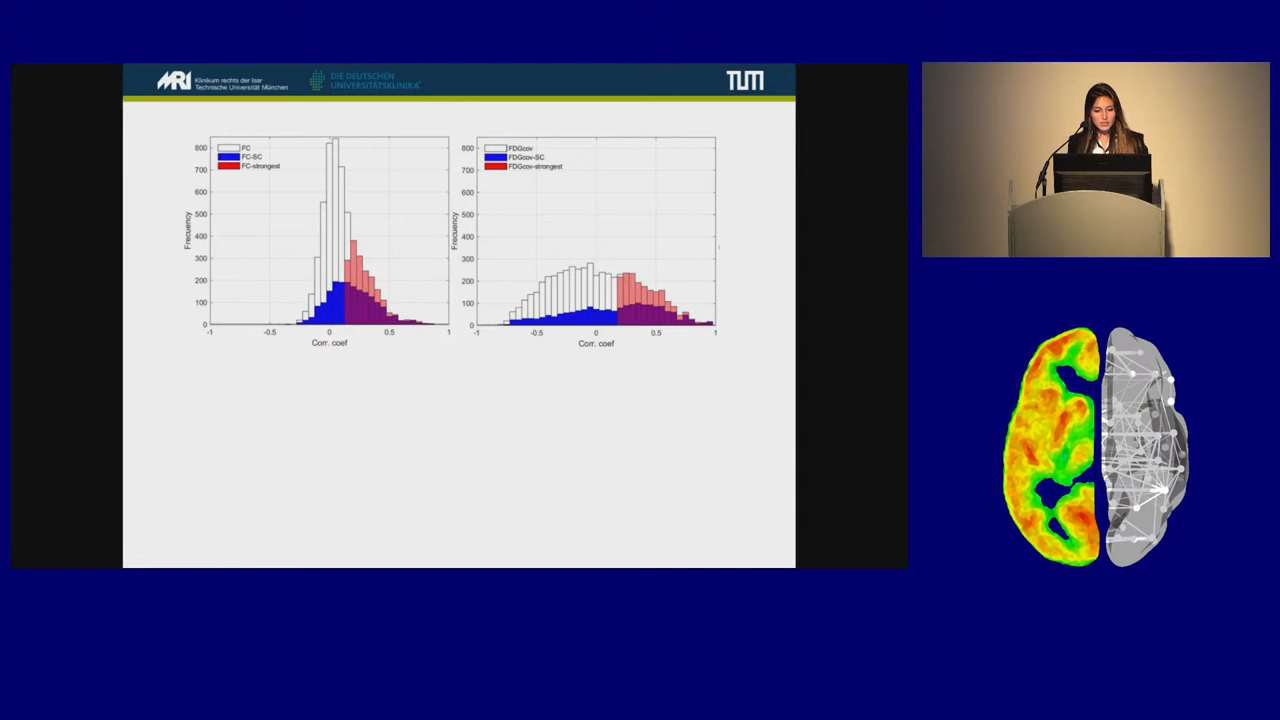 MRI
Klinikum rechts der Isar
Technische Universität München
DIE DEUTSCHEN
UNIVERSITÄTSKLINIKA
TUM
FC
FC-SC
FC-strongest
800
700
600
500
400
300
200
100
0
Frecuency
-1
-0.5
0
0.5
1
Corr. coef
FDGcov
FDGcov-SC
FDGcov-strongest
800
700
600
500
400
300
200
100
0
Frecuency
-1
-0.5
0
0.5
1
Corr. coef